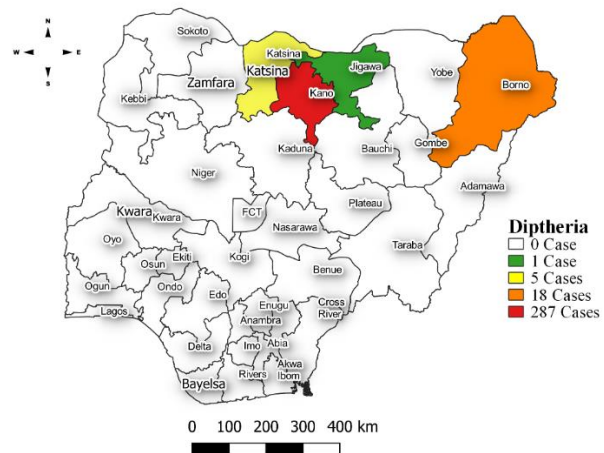 N
W
E
S
Sokoto
Katsina
Katsina
Jigawa
Yobe
Borno
Zamfara
Kebbi
Kano
Gombe
Kaduna
Bauchi
Niger
Adamawa
Plateau
FCT
Kwara
Kwara
Nasarawa
Taraba
Oyo
Kogi
Ekiti
Osun
Benue
Ogun
Ondo
Edo
Lagos
Enugu
Cross
River
Anambra
Delta
Imo
Abia
Akwa
Ibom
Rivers
Bayelsa
Diptheria
0 Case
1 Case
5 Cases
18 Cases
287 Cases
0 100 200 300 400 km